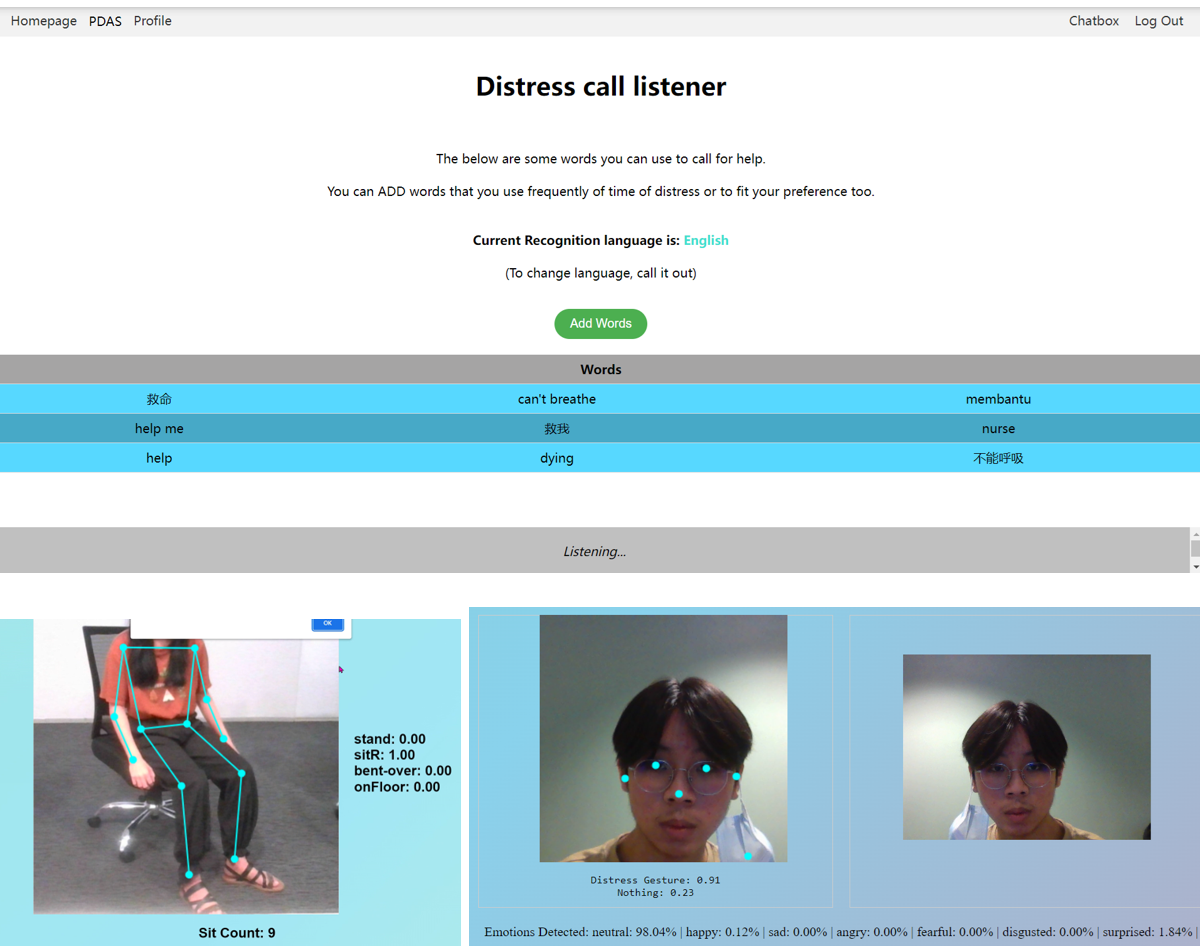 Homepage PDAS Profile Chatbox Log Out
Distress call listener
The below are some words you can use to call for help.
You can ADD words that you use frequently of time of distress or to fit your preference too.
Current Recognition language is: English
(To change language, call it out)
Add Words
Words
救命 can't breathe membantu
help me 救我 nurse
help dying 不能呼吸
Listening...
OK
stand: 0.00
sitR: 1.00
bent-over: 0.00
onFloor: 0.00
Sit Count: 9
Distress Gesture: 0.91
Nothing: 0.23
Emotions Detected: neutral: 98.04% | happy: 0.12% | sad: 0.00% | angry: 0.00% | fearful: 0.00% | disgusted: 0.00% | surprised: 1.84% |